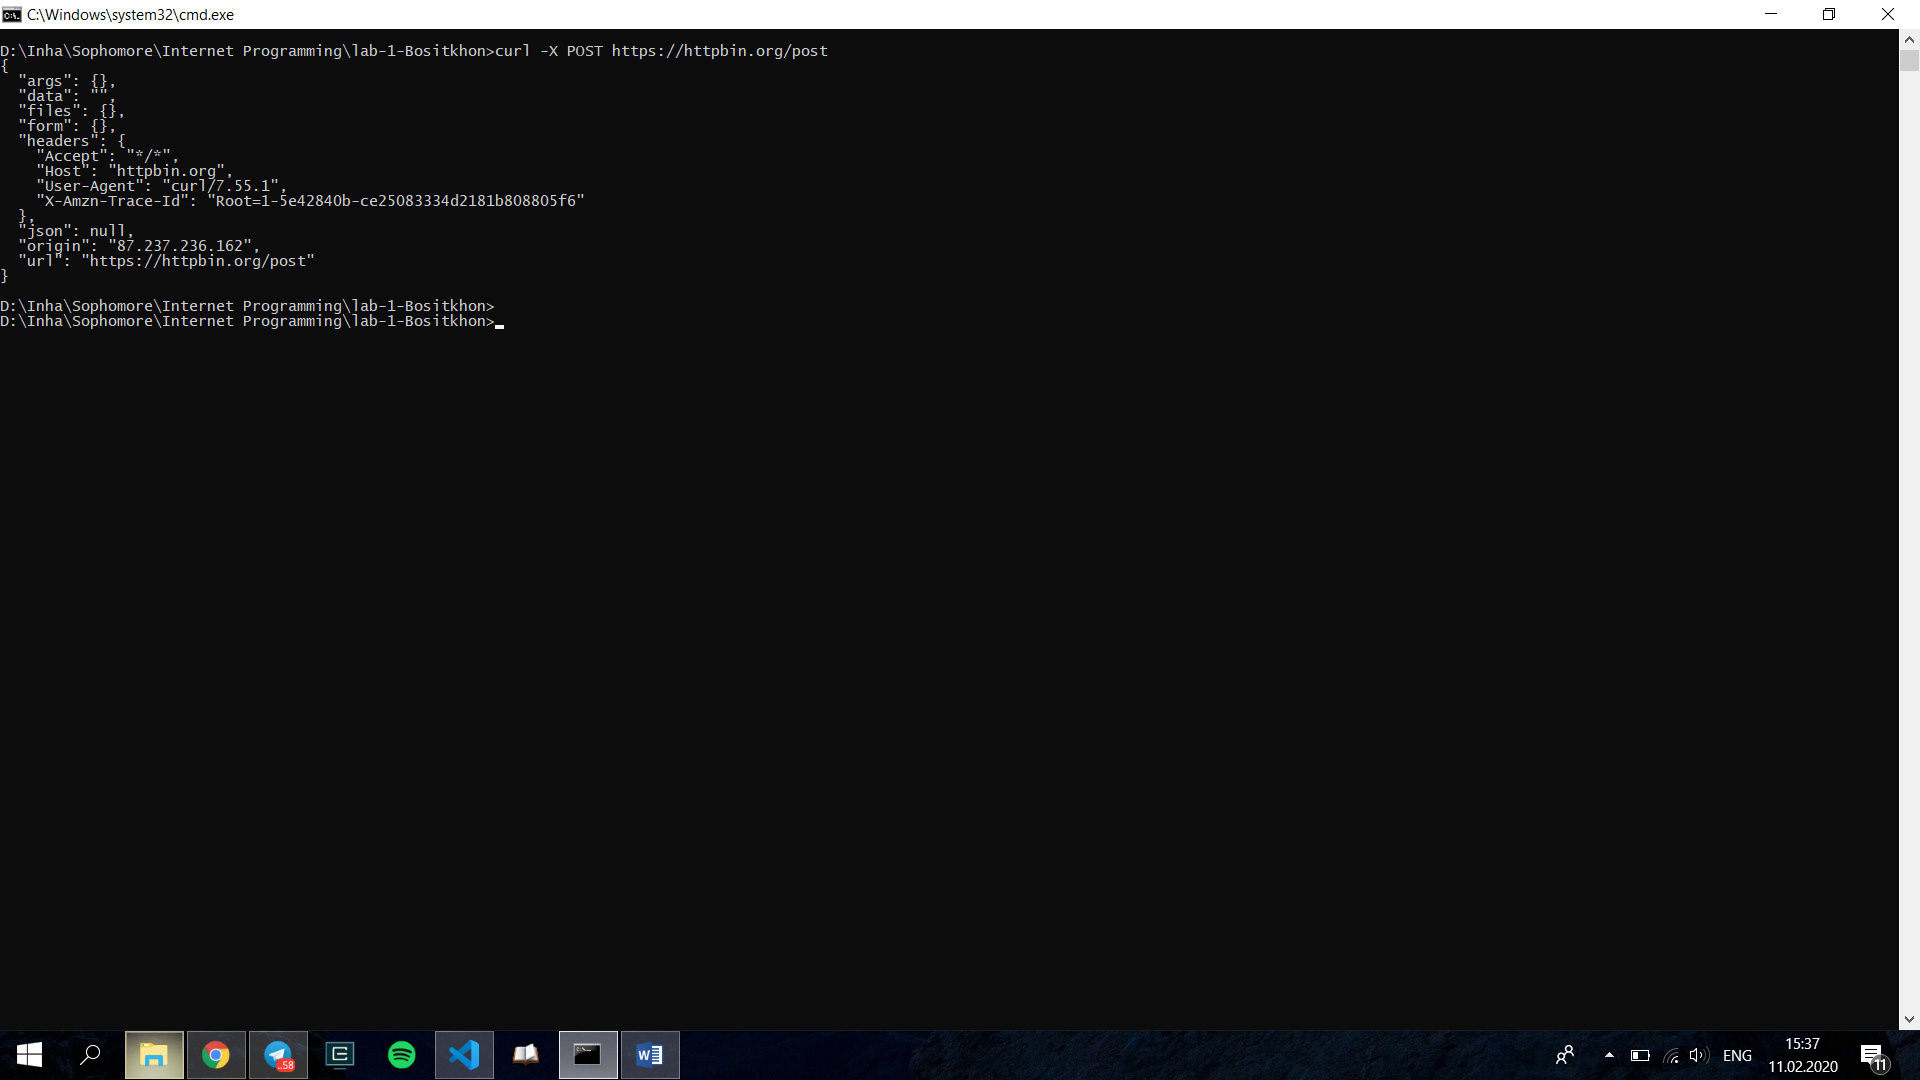 C:\Windows\system32\cmd.exe
D:\Inha\Sophomore\Internet Programming\lab-1-Bositkhon>curl -X POST https://httpbin.org/post
{
  "args": {},
  "data": "",
  "files": {},
  "form": {},
  "headers": {
    "Accept": "*/*",
    "Host": "httpbin.org",
    "User-Agent": "curl/7.55.1",
    "X-Amzn-Trace-Id": "Root=1-5e42840b-ce25083334d2181b808805f6"
  },
  "json": null,
  "origin": "87.237.236.162",
  "url": "https://httpbin.org/post"
}
D:\Inha\Sophomore\Internet Programming\lab-1-Bositkhon>
D:\Inha\Sophomore\Internet Programming\lab-1-Bositkhon>
..58
ENG
15:37
11.02.2020
11